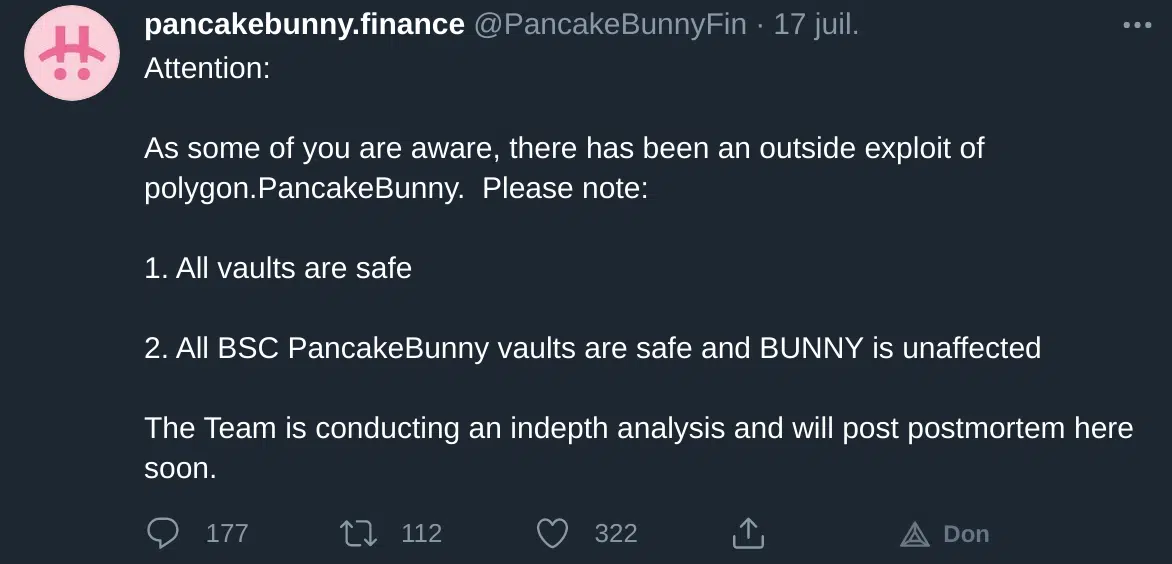 pancakebunny.finance @PancakeBunnyFin · 17 juil.
Attention:
As some of you are aware, there has been an outside exploit of
polygon.PancakeBunny.  Please note:
1. All vaults are safe
2. All BSC PancakeBunny vaults are safe and BUNNY is unaffected
The Team is conducting an indepth analysis and will post postmortem here
soon.
177 112 322 Don